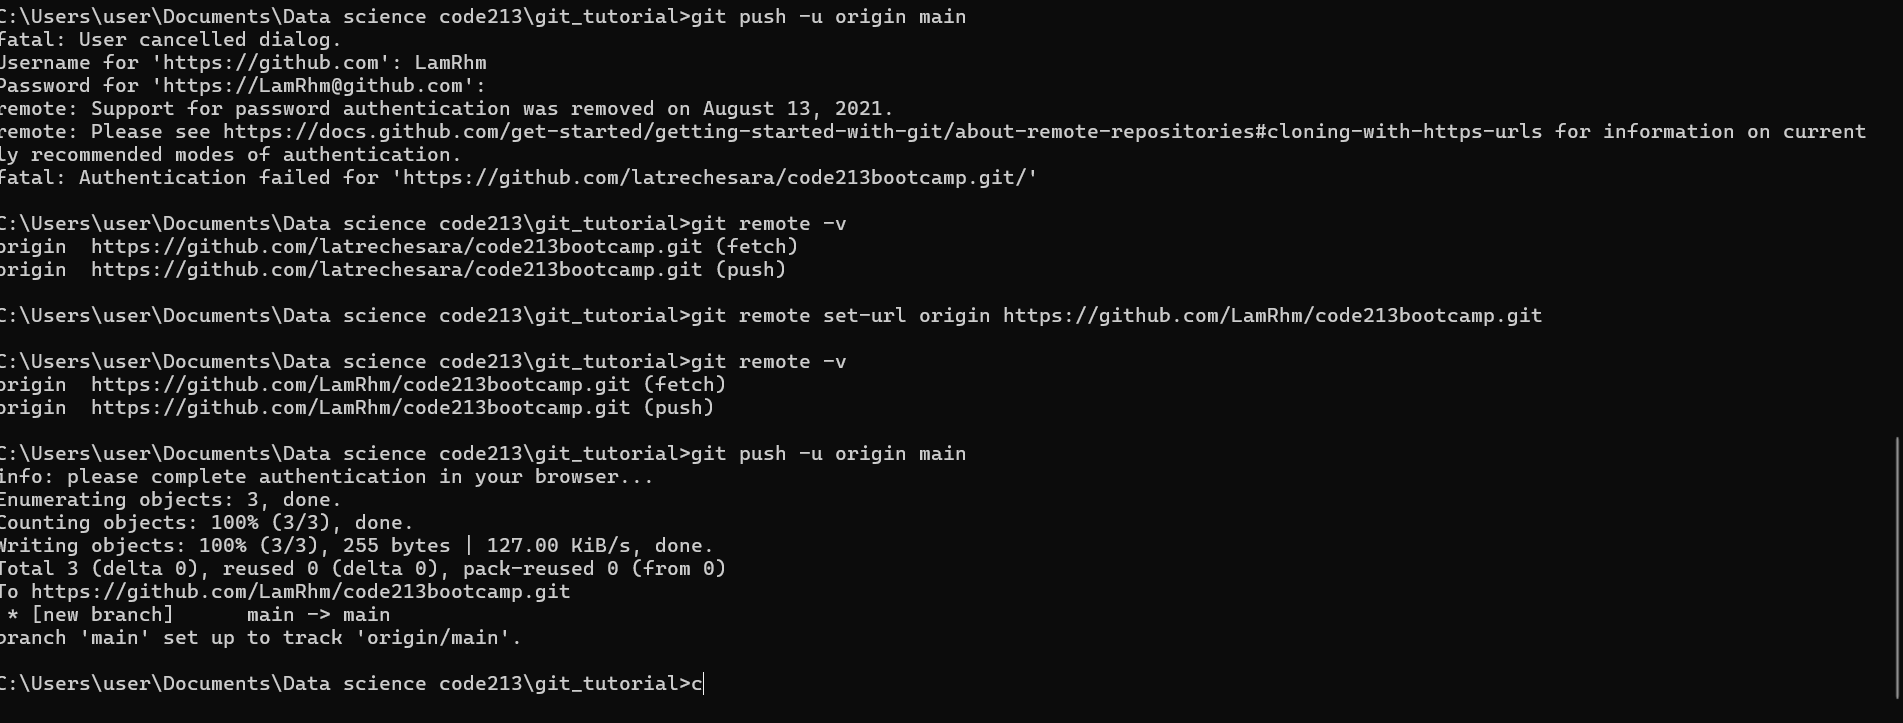 C:\Users\user\Documents\Data science code213\git_tutorial>git push -u origin main
fatal: User cancelled dialog.
Username for 'https://github.com': LamRhm
Password for 'https://LamRhm@github.com':
remote: Support for password authentication was removed on August 13, 2021.
remote: Please see https://docs.github.com/get-started/getting-started-with-git/about-remote-repositories#cloning-with-https-urls for information on current
ly recommended modes of authentication.
fatal: Authentication failed for 'https://github.com/latrechesara/code213bootcamp.git/'
C:\Users\user\Documents\Data science code213\git_tutorial>git remote -v
origin  https://github.com/latrechesara/code213bootcamp.git (fetch)
origin  https://github.com/latrechesara/code213bootcamp.git (push)
C:\Users\user\Documents\Data science code213\git_tutorial>git remote set-url origin https://github.com/LamRhm/code213bootcamp.git
C:\Users\user\Documents\Data science code213\git_tutorial>git remote -v
origin  https://github.com/LamRhm/code213bootcamp.git (fetch)
origin  https://github.com/LamRhm/code213bootcamp.git (push)
C:\Users\user\Documents\Data science code213\git_tutorial>git push -u origin main
info: please complete authentication in your browser...
Enumerating objects: 3, done.
Counting objects: 100% (3/3), done.
Writing objects: 100% (3/3), 255 bytes | 127.00 KiB/s, done.
Total 3 (delta 0), reused 0 (delta 0), pack-reused 0 (from 0)
To https://github.com/LamRhm/code213bootcamp.git
 * [new branch]      main -> main
branch 'main' set up to track 'origin/main'.
C:\Users\user\Documents\Data science code213\git_tutorial>c